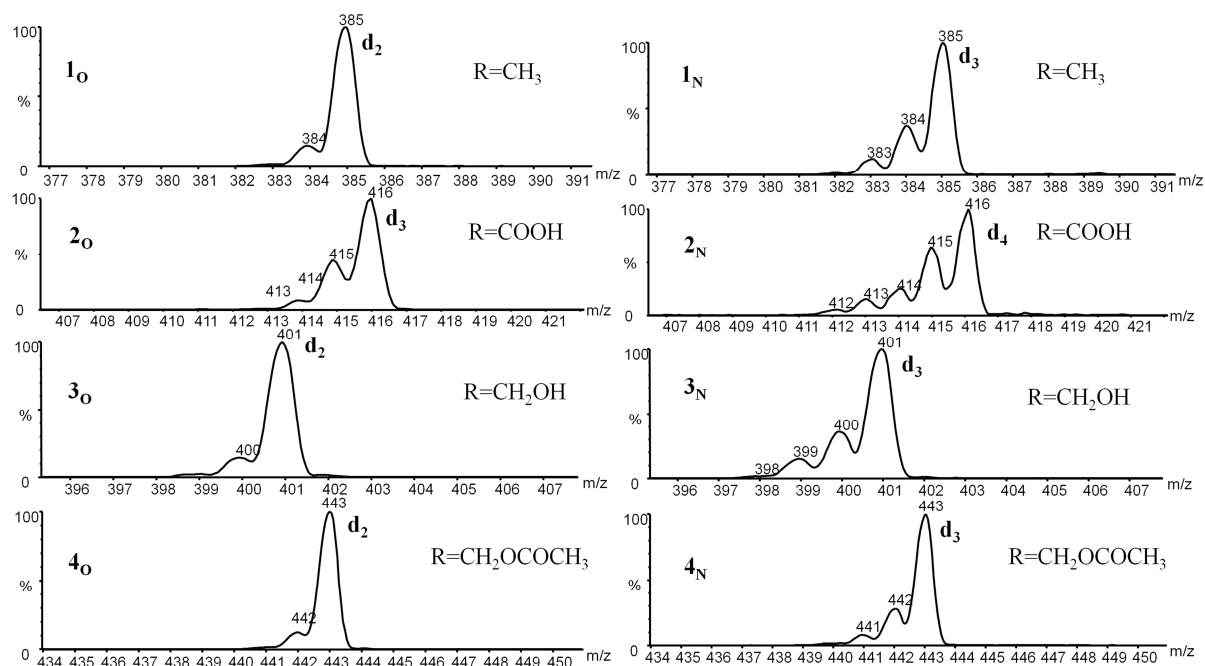 100
385
d₂
1_O
R=CH₃
%
384
0
377 378 379 380 381 382 383 384 385 386 387 388 389 390 391 m/z
100
416
d₃
2_O
R=COOH
%
415
414
413
0
407 408 409 410 411 412 413 414 415 416 417 418 419 420 421 m/z
100
401
d₂
3_O
R=CH₂OH
%
400
0
396 397 398 399 400 401 402 403 404 405 406 407 m/z
100
443
d₂
4_O
R=CH₂OCOCH₃
%
442
0
434 435 436 437 438 439 440 441 442 443 444 445 446 447 448 449 450 m/z
100
385
d₃
1_N
R=CH₃
%
384
383
0
377 378 379 380 381 382 383 384 385 386 387 388 389 390 391 m/z
100
416
d₄
2_N
R=COOH
%
415
414
413
412
0
407 408 409 410 411 412 413 414 415 416 417 418 419 420 421 m/z
100
401
d₃
3_N
R=CH₂OH
%
400
399
398
0
396 397 398 399 400 401 402 403 404 405 406 407 m/z
100
443
d₃
4_N
R=CH₂OCOCH₃
%
442
441
0
434 435 436 437 438 439 440 441 442 443 444 445 446 447 448 449 450 m/z